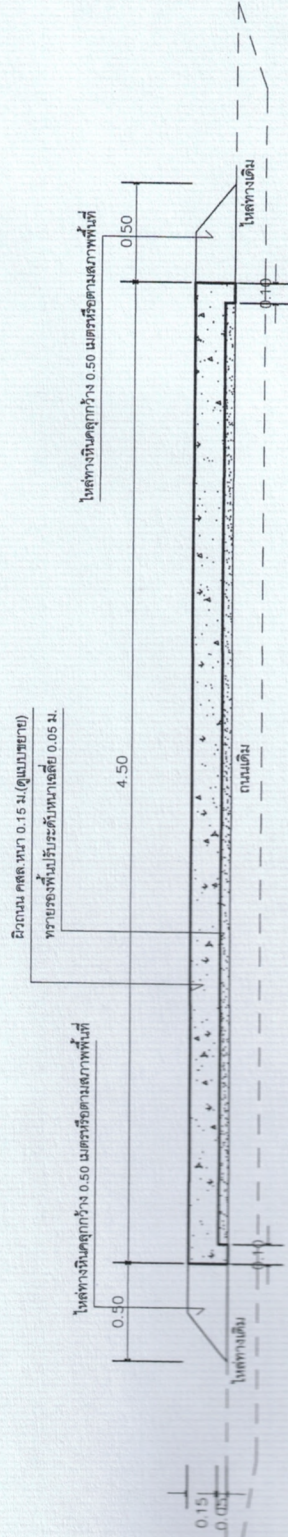 ผิวถนน คสล.หนา 0.15 ม.(ดูแบบขยาย)
ทรายรองพื้นปรับระดับหนาเฉลี่ย 0.05 ม.
ไหล่ทางหินคลุกกว้าง 0.50 เมตรหรือตามสภาพพื้นที่
ไหล่ทางหินคลุกกว้าง 0.50 เมตรหรือตามสภาพพื้นที่
0.50
4.50
0.50
0.15
0.05
ไหล่ทางเดิม
0.10
ถนนเดิม
0.10
ไหล่ทางเดิม